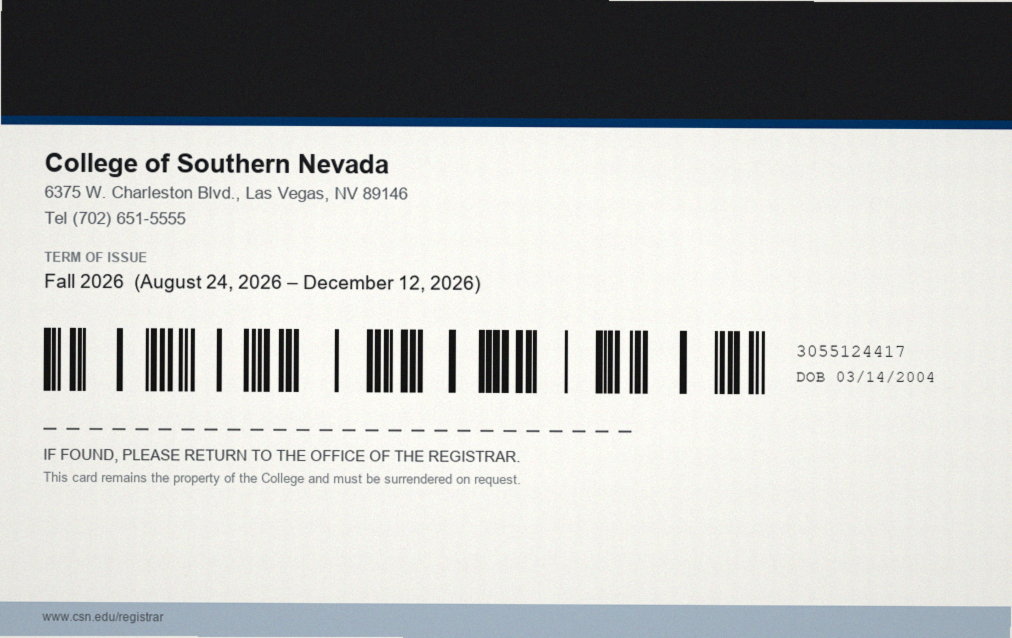 College of Southern Nevada
6375 W. Charleston Blvd., Las Vegas, NV 89146
Tel (702) 651-5555
TERM OF ISSUE
Fall 2026 (August 24, 2026 – December 12, 2026)
3055124417
DOB 03/14/2004
IF FOUND, PLEASE RETURN TO THE OFFICE OF THE REGISTRAR.
This card remains the property of the College and must be surrendered on request.
www.csn.edu/registrar